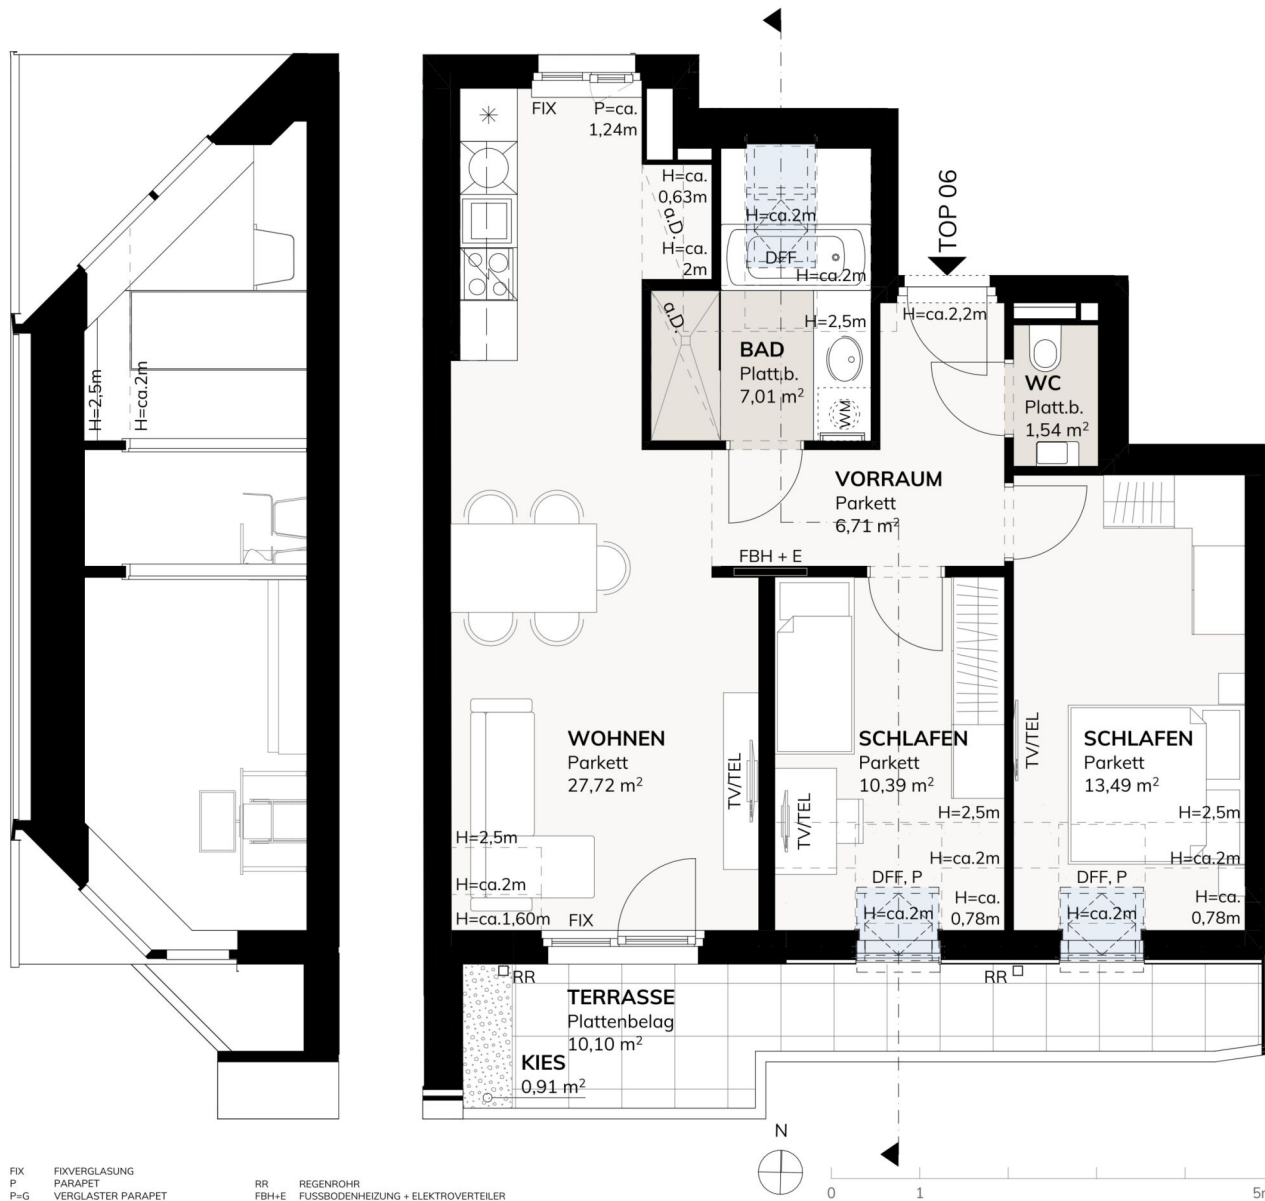 TOP 06
FIX
P=ca.
1,24m
H=ca.
0,63m
a.D.
H=ca.
2m
H=ca.2m
DFF
H=ca.2m
H=ca.2,2m
H=2,5m
a.D.
BAD
Platt.b.
7,01 m²
WM
WC
Platt.b.
1,54 m²
H=2,5m
H=ca.2m
VORRAUM
Parkett
6,71 m²
FBH + E
WOHNEN
Parkett
27,72 m²
TV/TEL
SCHLAFEN
Parkett
10,39 m²
TV/TEL
SCHLAFEN
Parkett
13,49 m²
TV/TEL
H=2,5m
H=ca.2m
H=ca.1,60m
FIX
H=2,5m
H=ca.2m
DFF, P
H=ca.2m
H=ca.
0,78m
H=2,5m
H=ca.2m
DFF, P
H=ca.2m
H=ca.
0,78m
RR
RR
TERRASSE
Plattenbelag
10,10 m²
KIES
0,91 m²
N
0 1
FIX FIXVERGLASUNG
P PARAPET
P=G VERGLASTER PARAPET
RR REGENROHR
FBH+E FUSSBODENHEIZUNG + ELEKTROVERTEILER